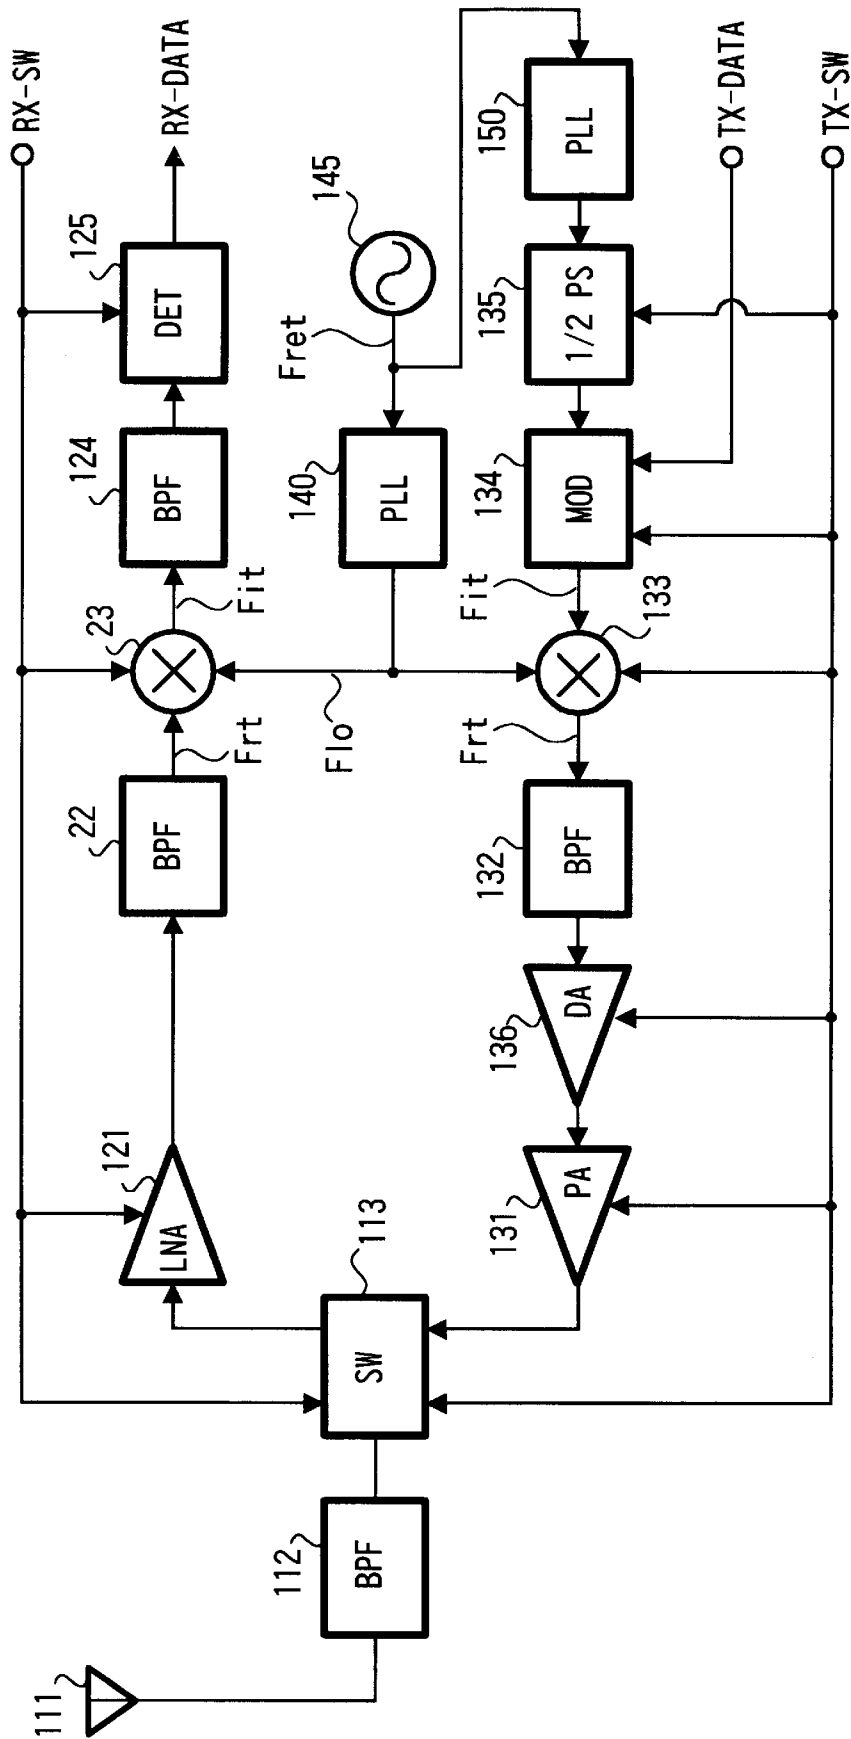 111
112
BPF
SW
113
LNA
121
22
BPF
Frt
23
Fit
124
BPF
125
DET
RX-SW
RX-DATA
Flo
140
PLL
Fret
145
131
PA
136
DA
132
BPF
Frt
133
Fit
134
MOD
135
1/2 PS
150
PLL
TX-DATA
TX-SW